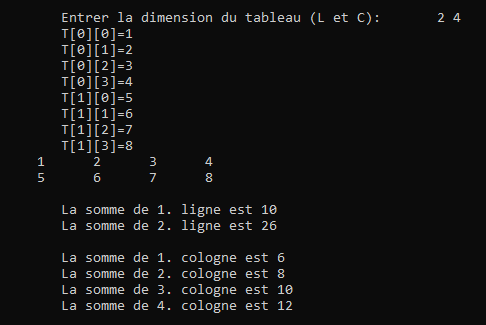 Entrer la dimension du tableau (L et C): 2 4
T[0][0]=1
T[0][1]=2
T[0][2]=3
T[0][3]=4
T[1][0]=5
T[1][1]=6
T[1][2]=7
T[1][3]=8
1 2 3 4
5 6 7 8
La somme de 1. ligne est 10
La somme de 2. ligne est 26
La somme de 1. cologne est 6
La somme de 2. cologne est 8
La somme de 3. cologne est 10
La somme de 4. cologne est 12